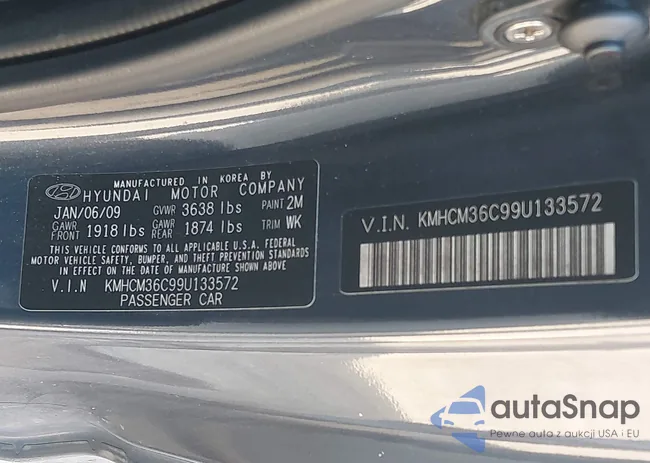 MANUFACTURED IN KOREA BY
HYUNDAI MOTOR COMPANY
JAN/06/09 GVWR 3638 lbs PAINT 2M
GAWR FRONT 1918 lbs GAWR REAR 1874 lbs TRIM WK
THIS VEHICLE CONFORMS TO ALL APPLICABLE U.S.A. FEDERAL
MOTOR VEHICLE SAFETY, BUMPER, AND THEFT PREVENTION STANDARDS
IN EFFECT ON THE DATE OF MANUFACTURE SHOWN ABOVE
V.I.N KMHCM36C99U133572
PASSENGER CAR
V.I.N. KMHCM36C99U133572
autaSnap
Pewne auta z aukcji USA i EU